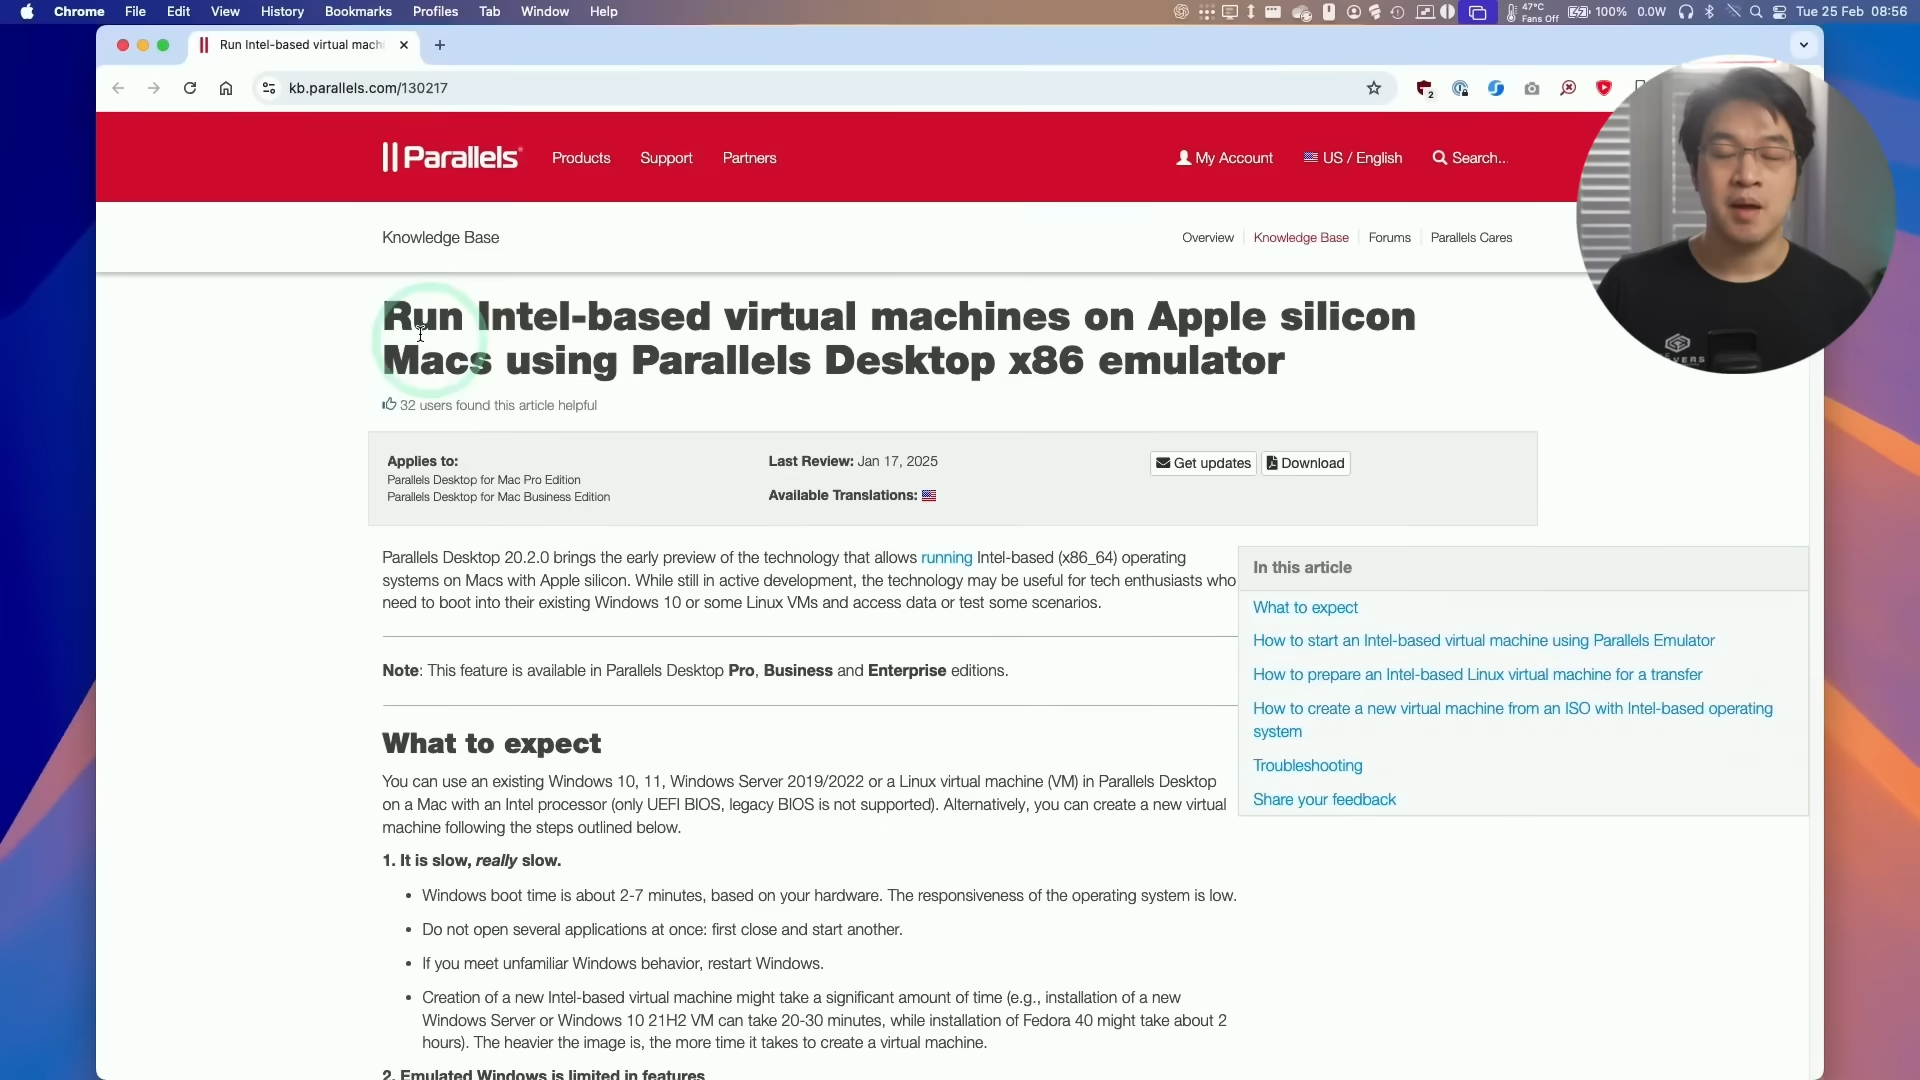 Chrome File Edit View History Bookmarks Profiles Tab Window Help
47°C
Fans Off
100% 0.0W Tue 25 Feb 08:56
Run Intel-based virtual machi
kb.parallels.com/130217
2
Parallels® Products Support Partners My Account US / English Search...
Knowledge Base Overview Knowledge Base Forums Parallels Cares
Run Intel-based virtual machines on Apple silicon
Macs using Parallels Desktop x86 emulator
32 users found this article helpful
Applies to:
Parallels Desktop for Mac Pro Edition
Parallels Desktop for Mac Business Edition
Last Review: Jan 17, 2025
Available Translations:
Get updates Download
Parallels Desktop 20.2.0 brings the early preview of the technology that allows running Intel-based (x86_64) operating
systems on Macs with Apple silicon. While still in active development, the technology may be useful for tech enthusiasts who
need to boot into their existing Windows 10 or some Linux VMs and access data or test some scenarios.
Note: This feature is available in Parallels Desktop Pro, Business and Enterprise editions.
In this article
What to expect
How to start an Intel-based virtual machine using Parallels Emulator
How to prepare an Intel-based Linux virtual machine for a transfer
How to create a new virtual machine from an ISO with Intel-based operating
system
Troubleshooting
Share your feedback
What to expect
You can use an existing Windows 10, 11, Windows Server 2019/2022 or a Linux virtual machine (VM) in Parallels Desktop
on a Mac with an Intel processor (only UEFI BIOS, legacy BIOS is not supported). Alternatively, you can create a new virtual
machine following the steps outlined below.
1. It is slow, really slow.
• Windows boot time is about 2-7 minutes, based on your hardware. The responsiveness of the operating system is low.
• Do not open several applications at once: first close and start another.
• If you meet unfamiliar Windows behavior, restart Windows.
• Creation of a new Intel-based virtual machine might take a significant amount of time (e.g., installation of a new
Windows Server or Windows 10 21H2 VM can take 20-30 minutes, while installation of Fedora 40 might take about 2
hours). The heavier the image is, the more time it takes to create a virtual machine.
2. Emulated Windows is limited in features